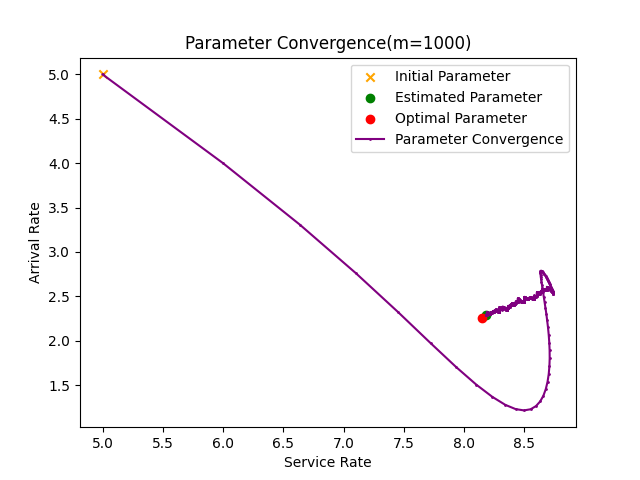 Parameter Convergence(m=1000)
Initial Parameter
Estimated Parameter
Optimal Parameter
Parameter Convergence
Arrival Rate
5.0
4.5
4.0
3.5
3.0
2.5
2.0
1.5
5.0 5.5 6.0 6.5 7.0 7.5 8.0 8.5
Service Rate